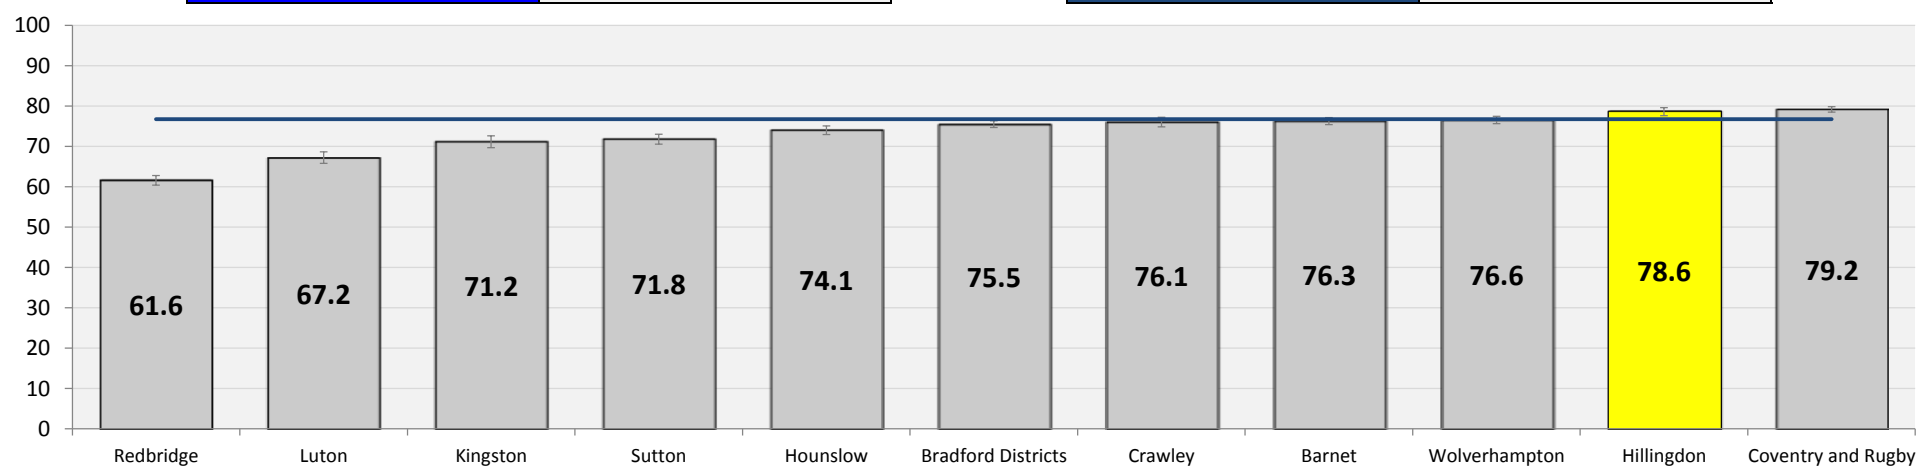 100
90
80
70
60
50
40
30
20
10
0
61.6
67.2
71.2
71.8
74.1
75.5
76.1
76.3
76.6
78.6
79.2
Redbridge
Luton
Kingston
Sutton
Hounslow
Bradford Districts
Crawley
Barnet
Wolverhampton
Hillingdon
Coventry and Rugby